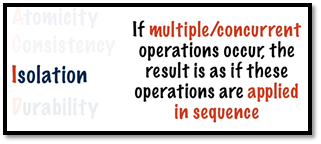 Atomicity
Consistency
Isolation
Durability
If multiple/concurrent
operations occur, the
result is as if these
operations are applied
in sequence